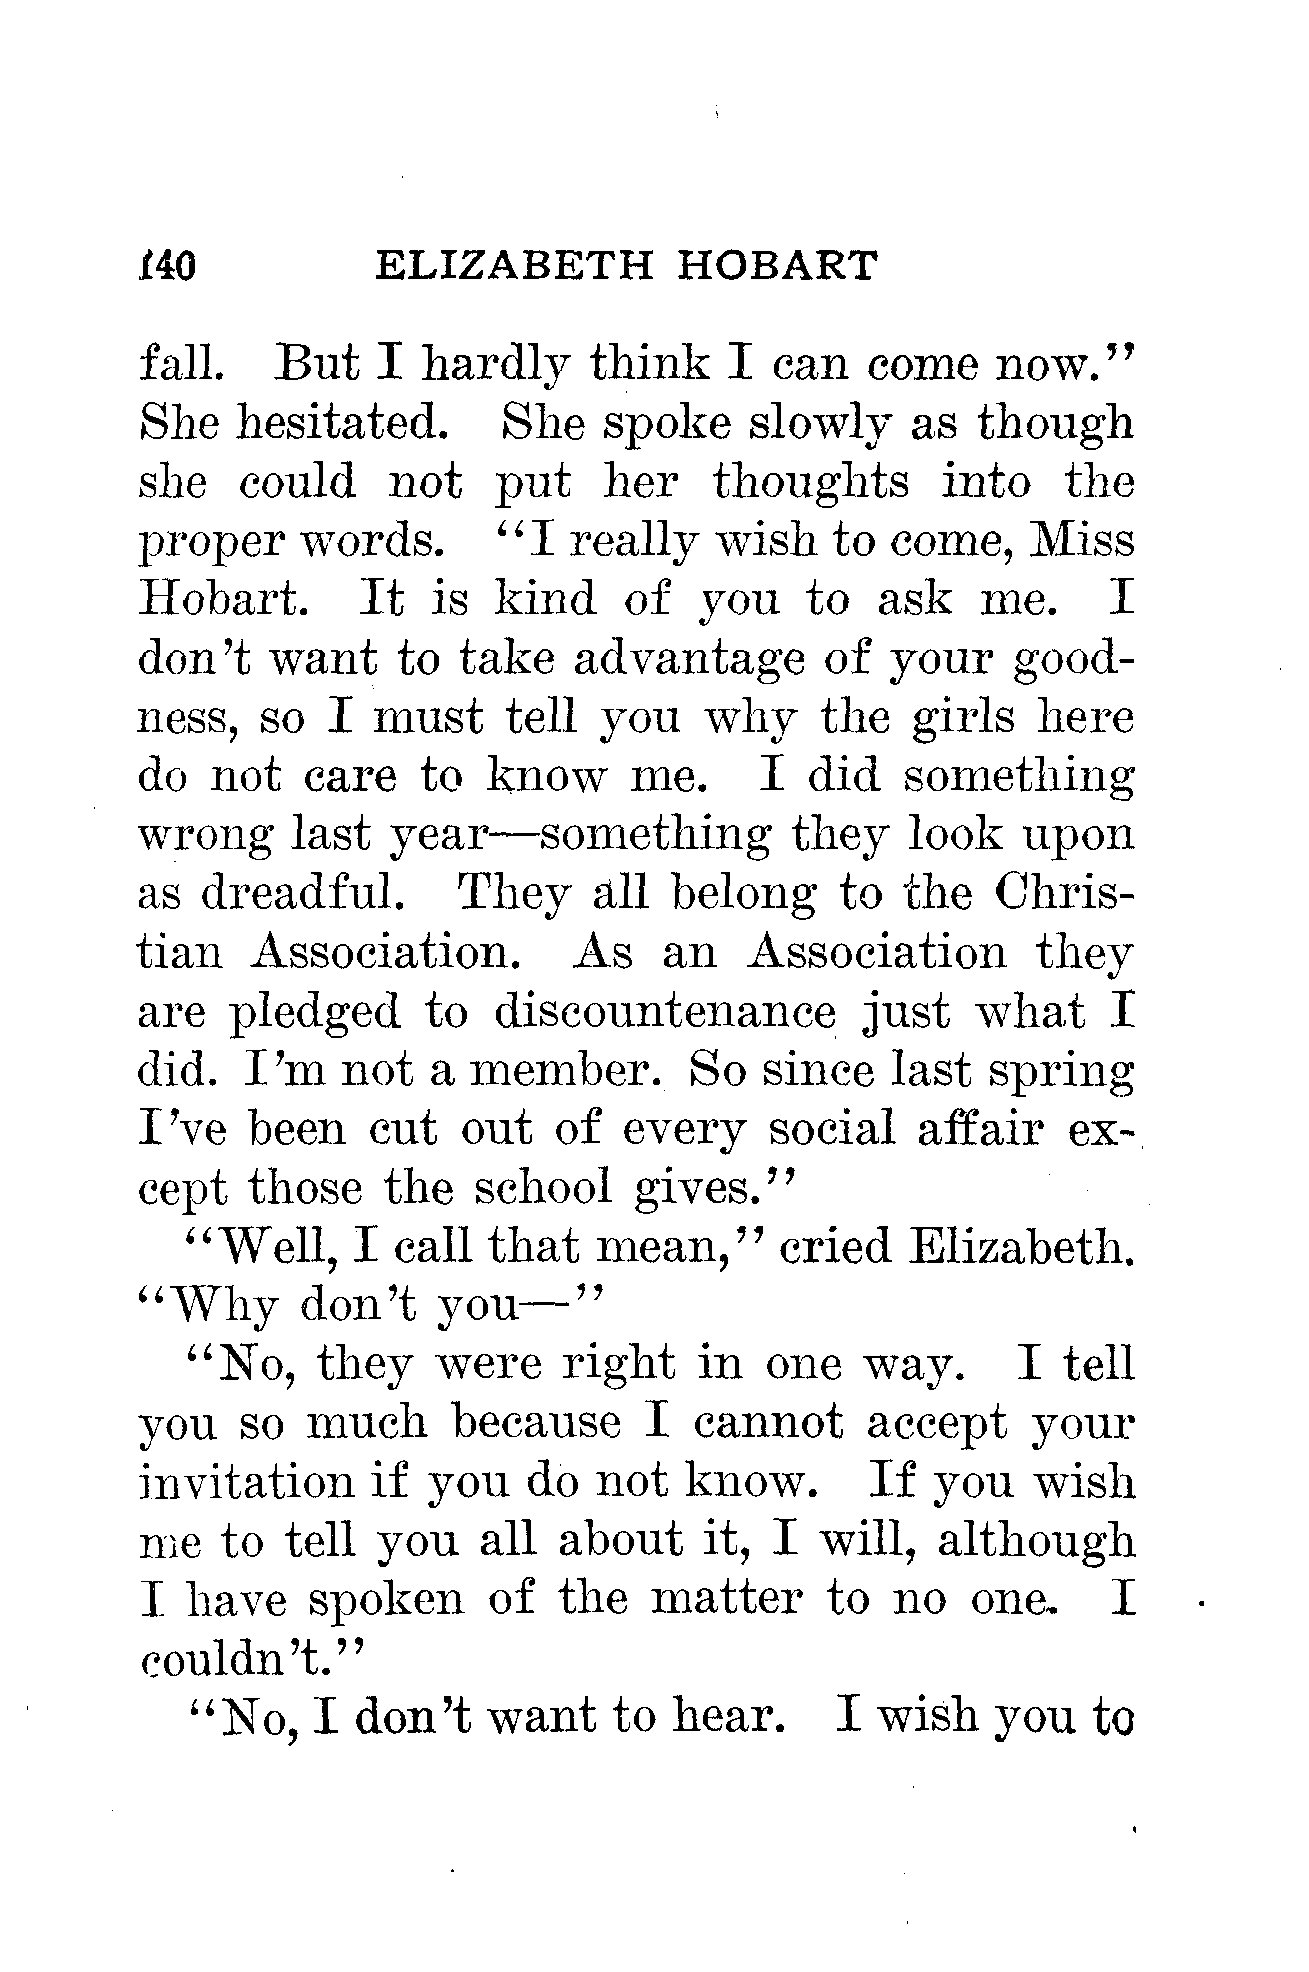 140 ELIZABETH HOBART
fall. But I hardly think I can come now."
She hesitated. She spoke slowly as though
she could not put her thoughts into the
proper words. "I really wish to come, Miss
Hobart. It is kind of you to ask me. I
don't want to take advantage of your good-
ness, so I must tell you why the girls here
do not care to know me. I did something
wrong last year—something they look upon
as dreadful. They all belong to the Chris-
tian Association. As an Association they
are pledged to discountenance just what I
did. I'm not a member. So since last spring
I've been cut out of every social affair ex-
cept those the school gives."
"Well, I call that mean," cried Elizabeth.
"Why don't you—"
"No, they were right in one way. I tell
you so much because I cannot accept your
invitation if you do not know. If you wish
me to tell you all about it, I will, although
I have spoken of the matter to no one. I
couldn't."
"No, I don't want to hear. I wish you to